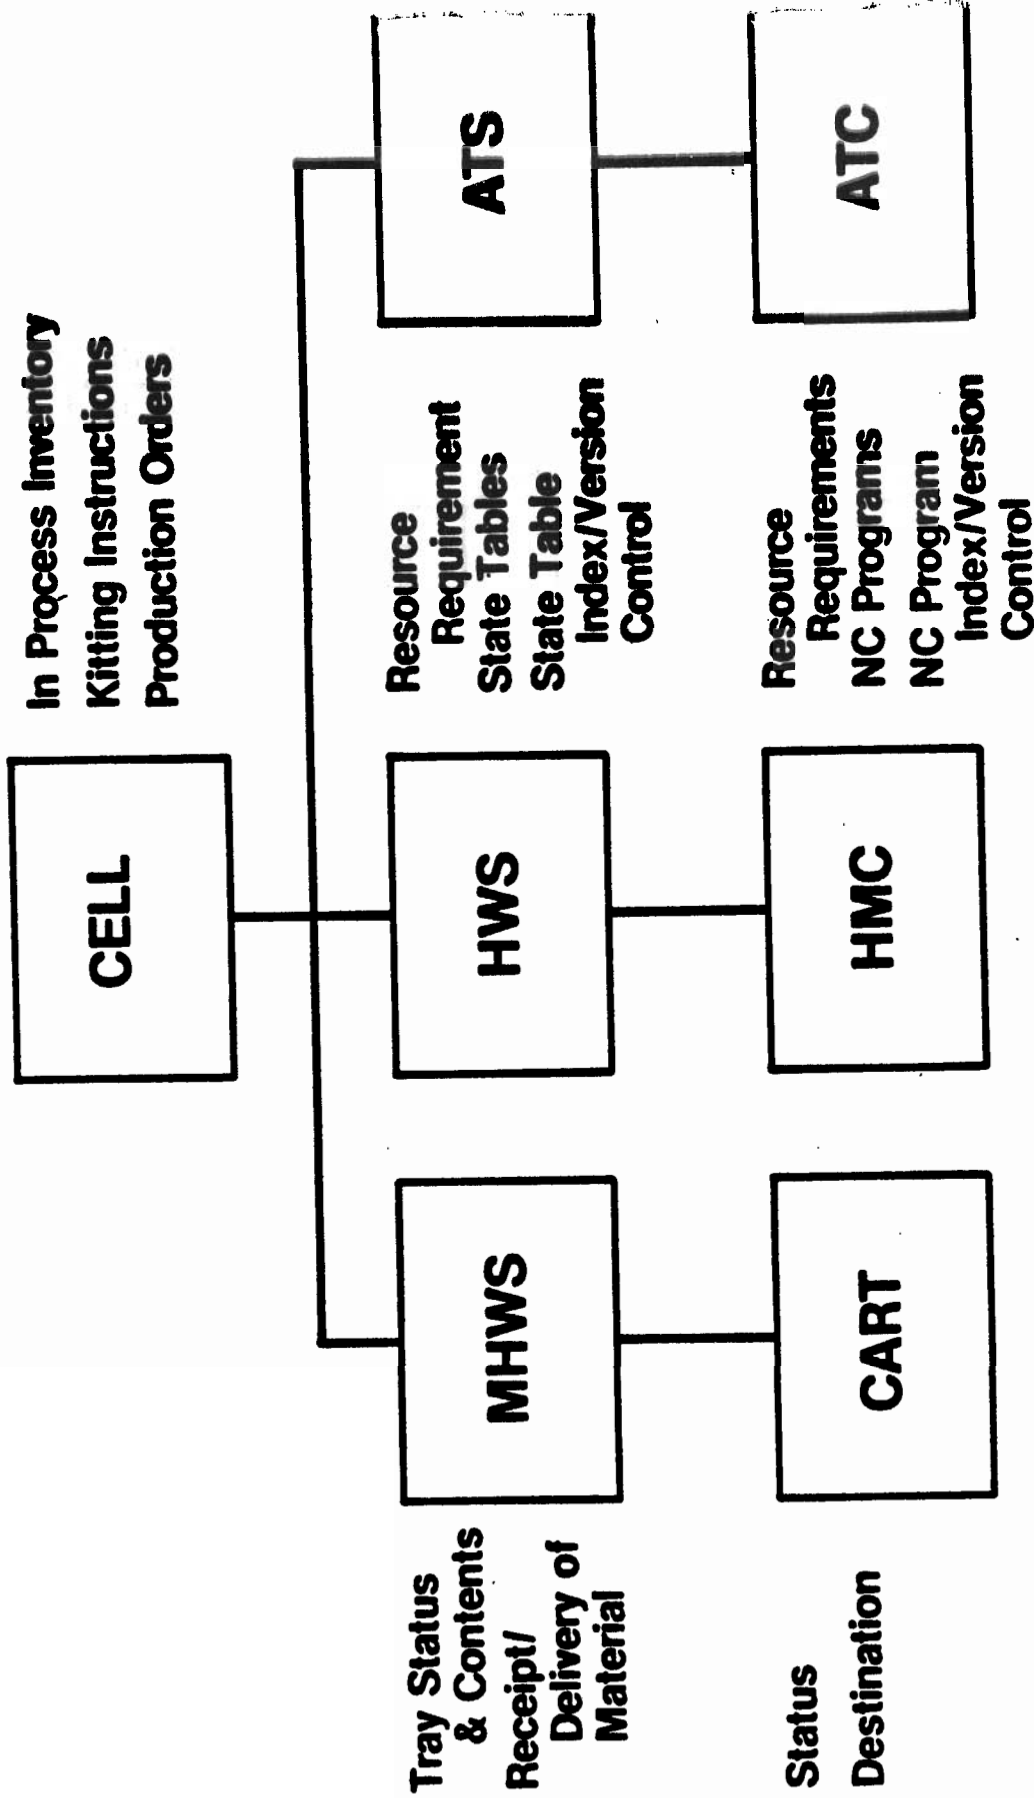 CELL
In Process Inventory
Kitting Instructions
Production Orders
Tray Status
& Contents
Receipt/
Delivery of
Material
MHWS
HWS
Resource
Requirement
State Tables
State Table
Index/Version
Control
ATS
Status
Destination
CART
HMC
Resource
Requirements
NC Programs
NC Program
Index/Version
Control
ATC